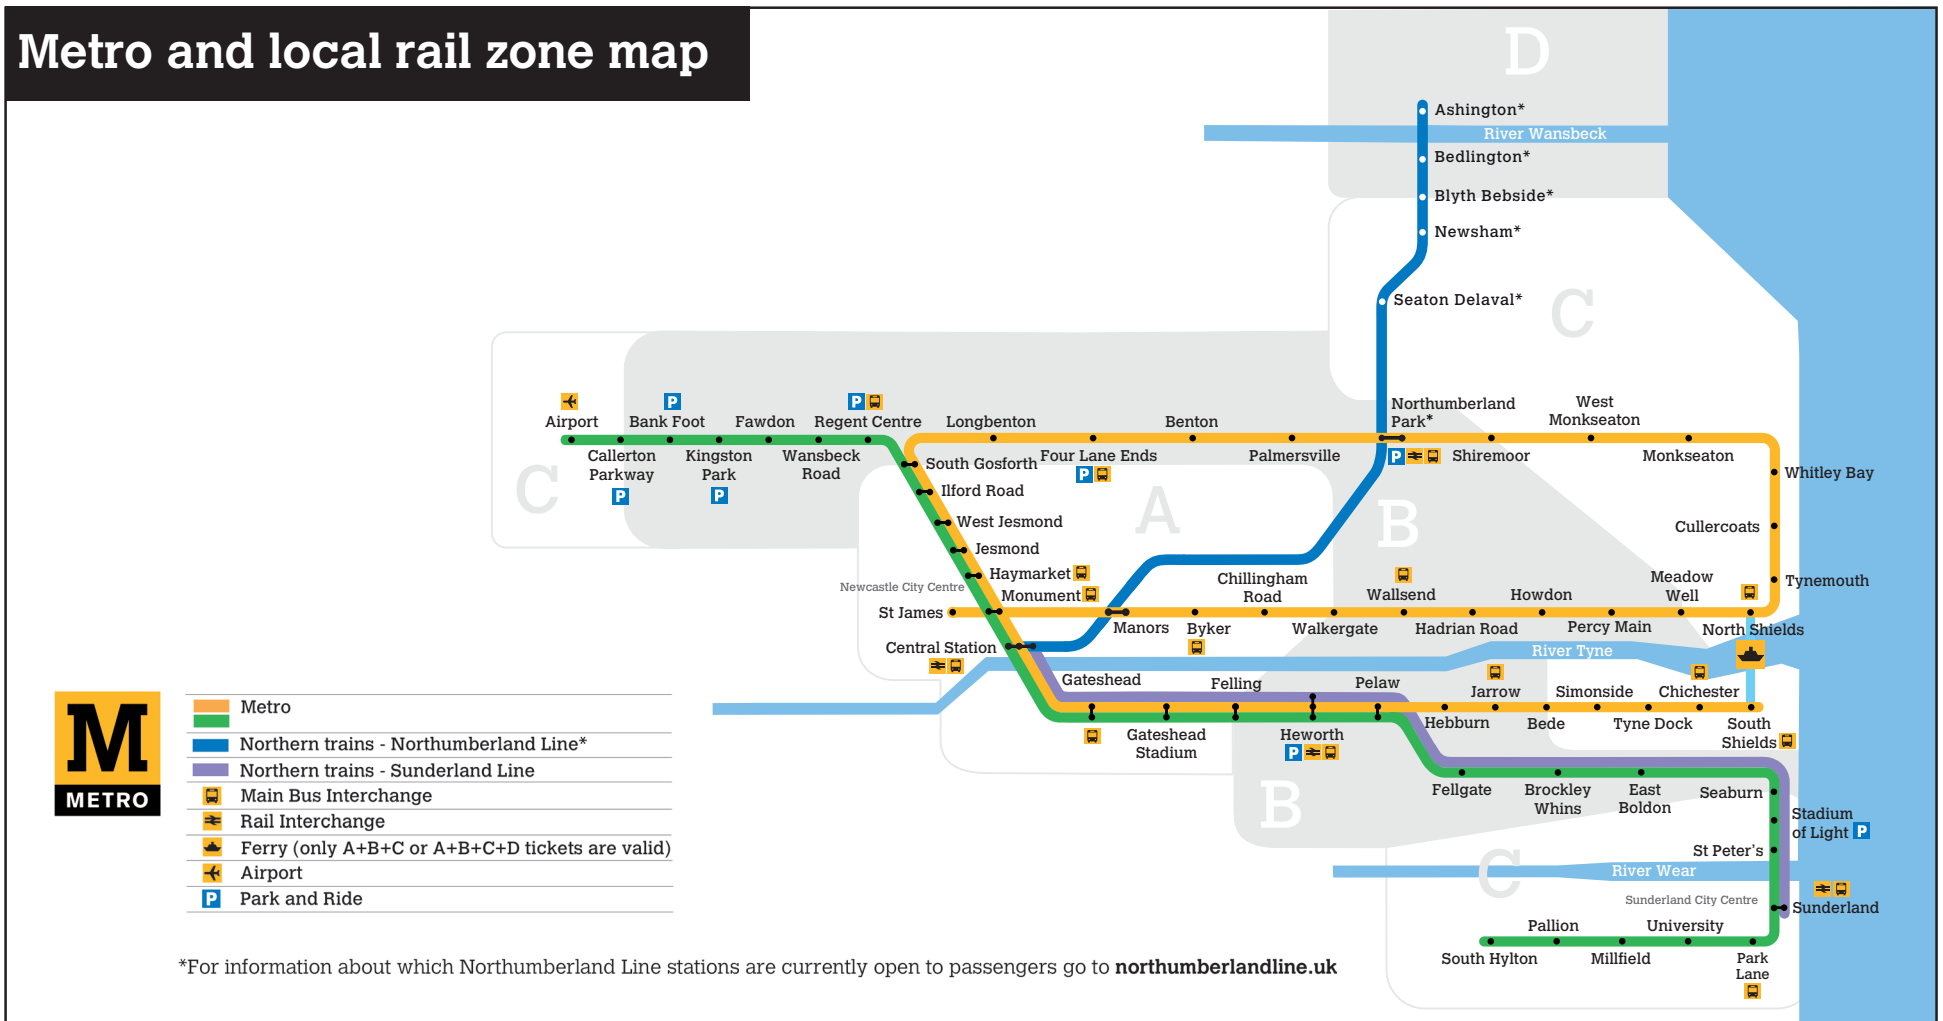 Metro and local rail zone map
D
Ashington*
River Wansbeck
Bedlington*
Blyth Bebside*
Newsham*
Seaton Delaval*
C
Airport
Bank Foot
Fawdon
Regent Centre
Longbenton
Benton
Northumberland
Park*
West
Monkseaton
P
P
Callerton
Parkway
P
Kingston
Park
P
Wansbeck
Road
South Gosforth
Four Lane Ends
P
Palmersville
P
Shiremoor
Monkseaton
Whitley Bay
C
Ilford Road
A
B
West Jesmond
Cullercoats
Jesmond
Haymarket
Newcastle City Centre
Monument
Chillingham
Road
Wallsend
Howdon
Meadow
Well
Tynemouth
St James
Manors
Byker
Walkergate
Hadrian Road
Percy Main
North Shields
Central Station
River Tyne
Gateshead
Felling
Pelaw
Jarrow
Simonside
Chichester
Gateshead
Stadium
Heworth
P
Hebburn
Bede
Tyne Dock
South
Shields
B
Fellgate
Brockley
Whins
East
Boldon
Seaburn
Stadium
of Light P
St Peter's
C
River Wear
Sunderland City Centre
Sunderland
Pallion
University
South Hylton
Millfield
Park
Lane
M
METRO
Metro
Northern trains - Northumberland Line*
Northern trains - Sunderland Line
Main Bus Interchange
Rail Interchange
Ferry (only A+B+C or A+B+C+D tickets are valid)
Airport
P Park and Ride
*For information about which Northumberland Line stations are currently open to passengers go to northumberlandline.uk